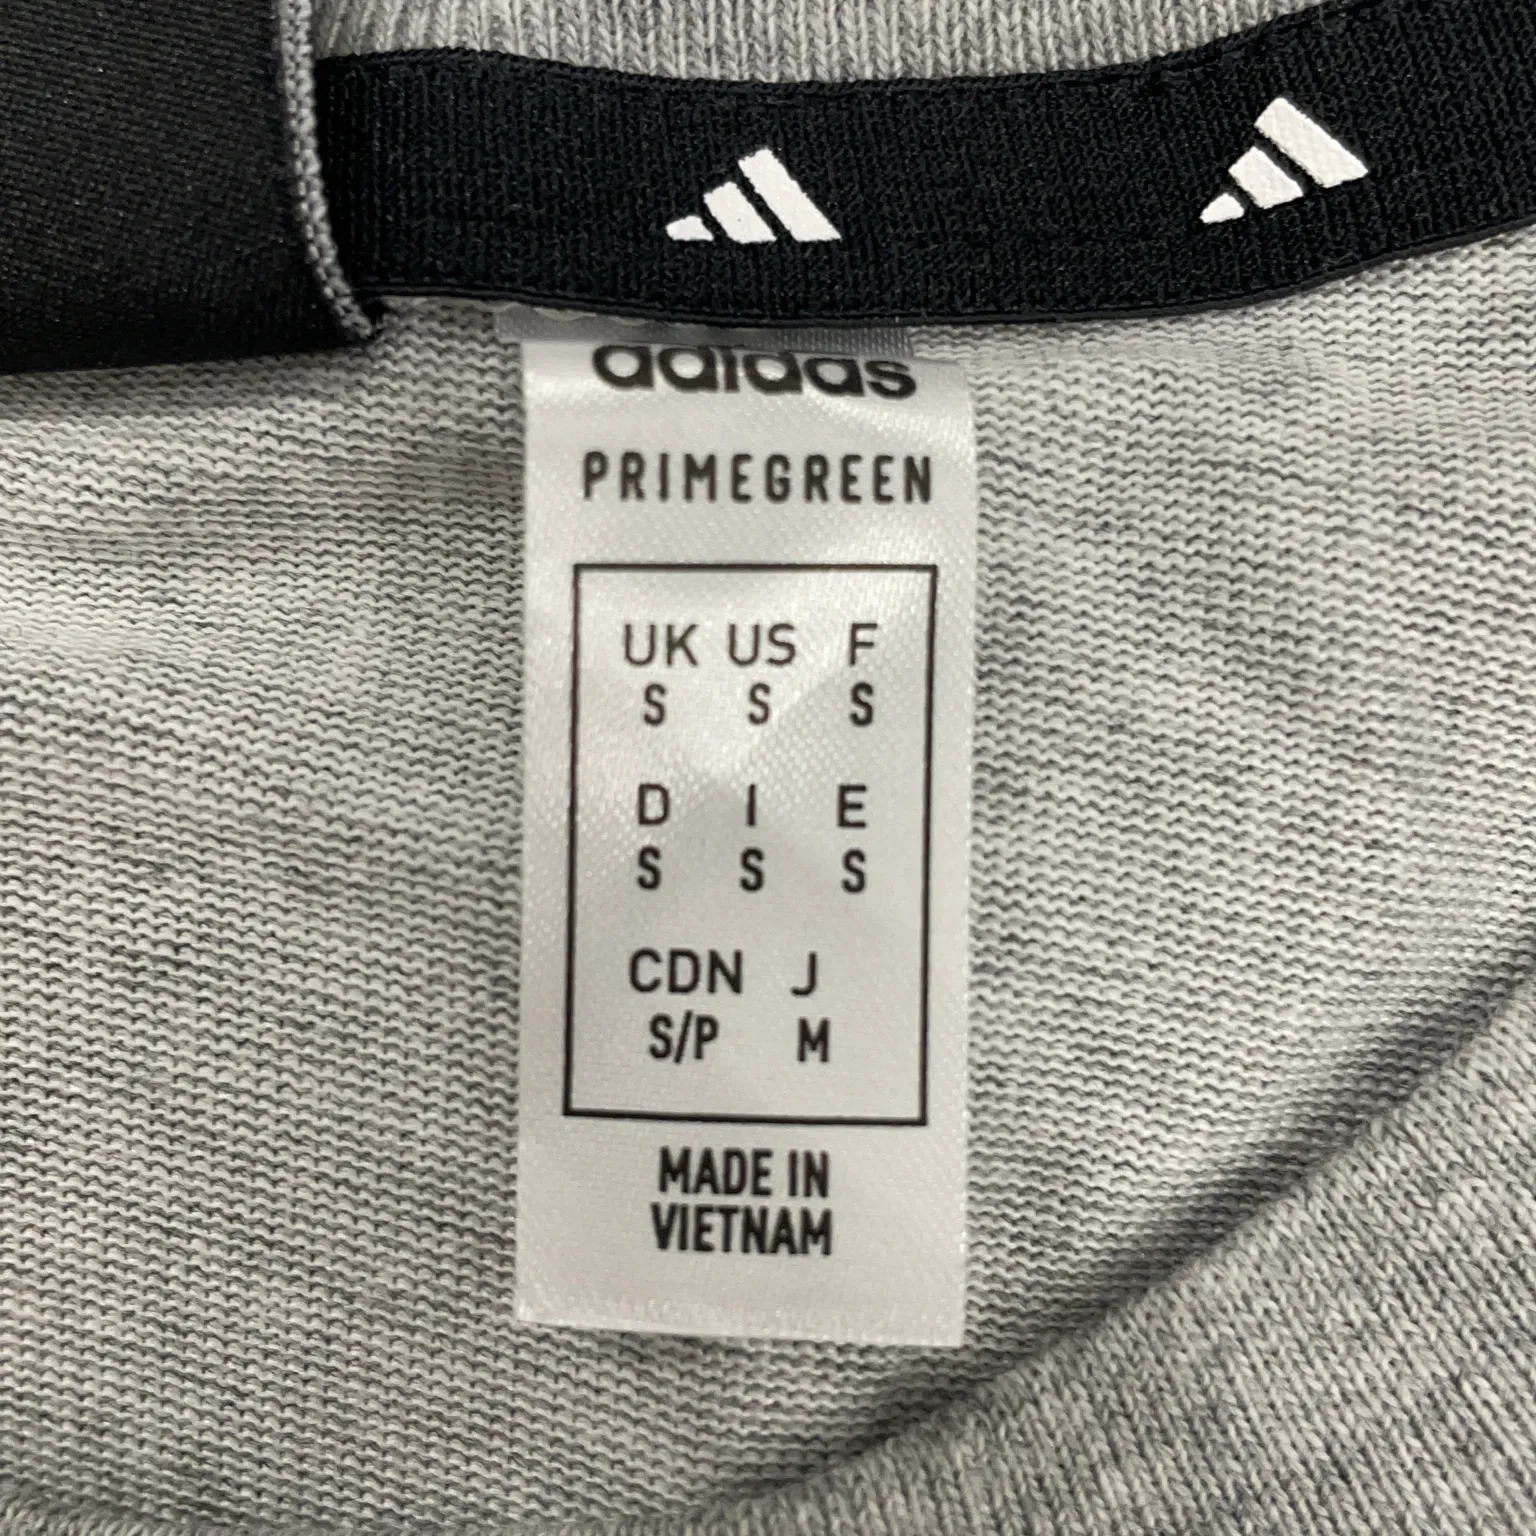 adidas
PRIMEGREEN
UK US F
S S S
D I E
S S S
CDN J
S/P M
MADE IN
VIETNAM